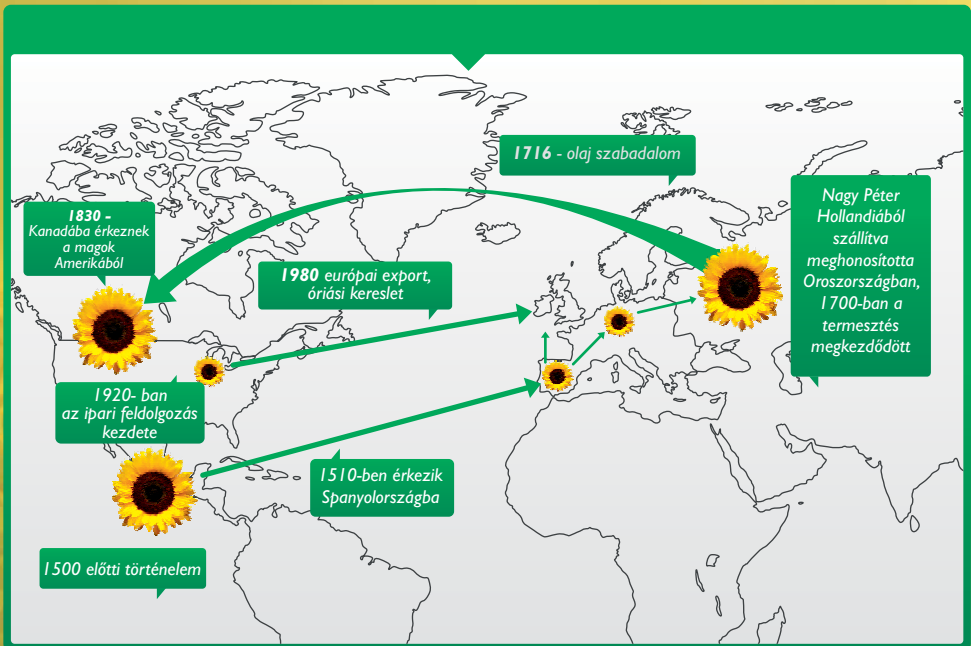 1716 - olaj szabadalom
1830 -
Kanadába érkeznek
a magok
Amerikából
Nagy Péter
Hollandiából
szállítva
meghonosította
Oroszországban,
1700-ban a
termesztés
megkezdődött
1980 európai export,
óriási kereslet
1920- ban
az ipari feldolgozás
kezdete
1510-ben érkezik
Spanyolországba
1500 előtti történelem